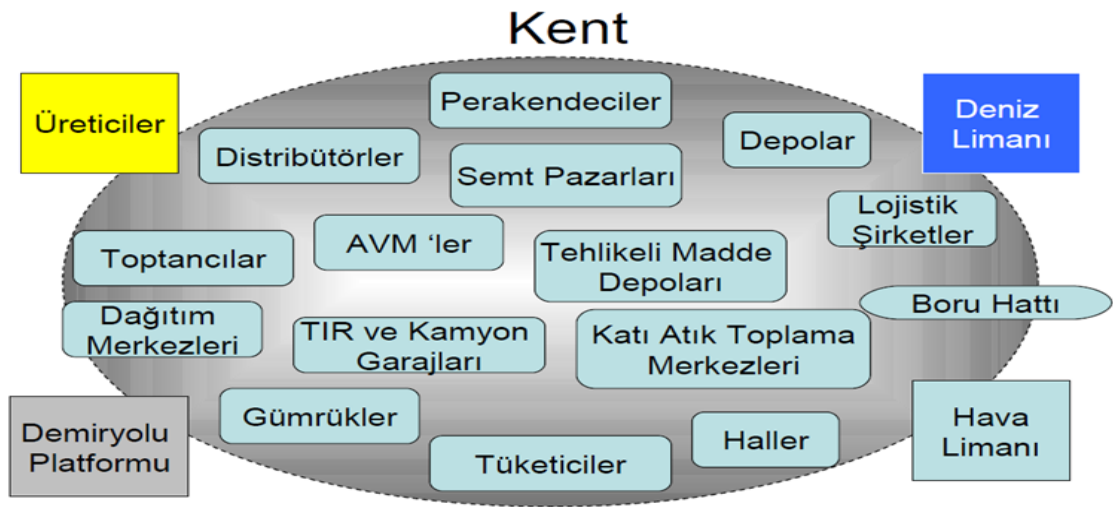 Kent
Üreticiler
Perakendeciler
Deniz
Limanı
Distribütörler
Depolar
Semt Pazarları
Lojistik
Şirketler
Toptancılar
AVM ‘ler
Tehlikeli Madde
Depoları
Dağıtım
Merkezleri
TIR ve Kamyon
Garajları
Katı Atık Toplama
Merkezleri
Boru Hattı
Demiryolu
Platformu
Gümrükler
Tüketiciler
Haller
Hava
Limanı